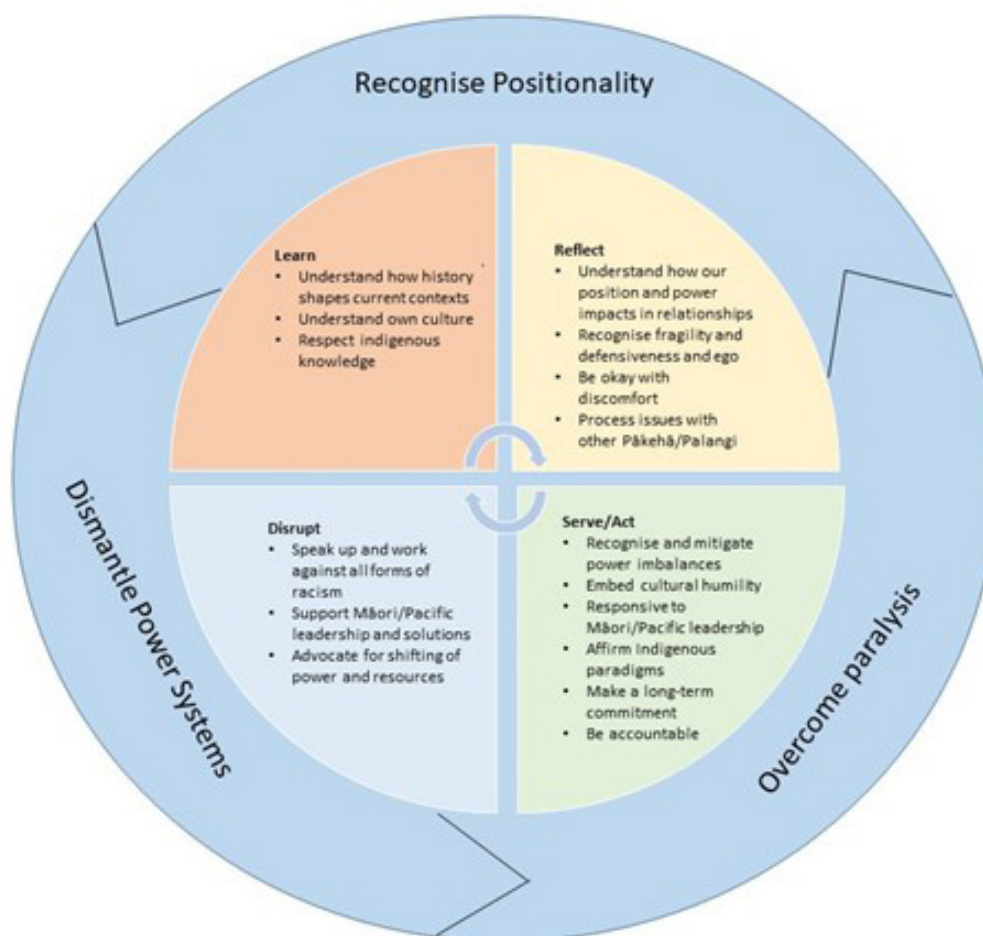 Recognise Positionality
Learn
• Understand how history
shapes current contexts
• Understand own culture
• Respect indigenous
knowledge
Reflect
• Understand how our
position and power
impacts in relationships
• Recognise fragility and
defensiveness and ego
• Be okay with
discomfort
• Process issues with
other Pākehā/Palangi
Disrupt
• Speak up and work
against all forms of
racism
• Support Māori/Pacific
leadership and solutions
• Advocate for shifting of
power and resources
Serve/Act
• Recognise and mitigate
power imbalances
• Embed cultural humility
• Responsive to
Māori/Pacific leadership
• Affirm Indigenous
paradigms
• Make a long-term
commitment
• Be accountable
Dismantle Power Systems
Overcome paralysis